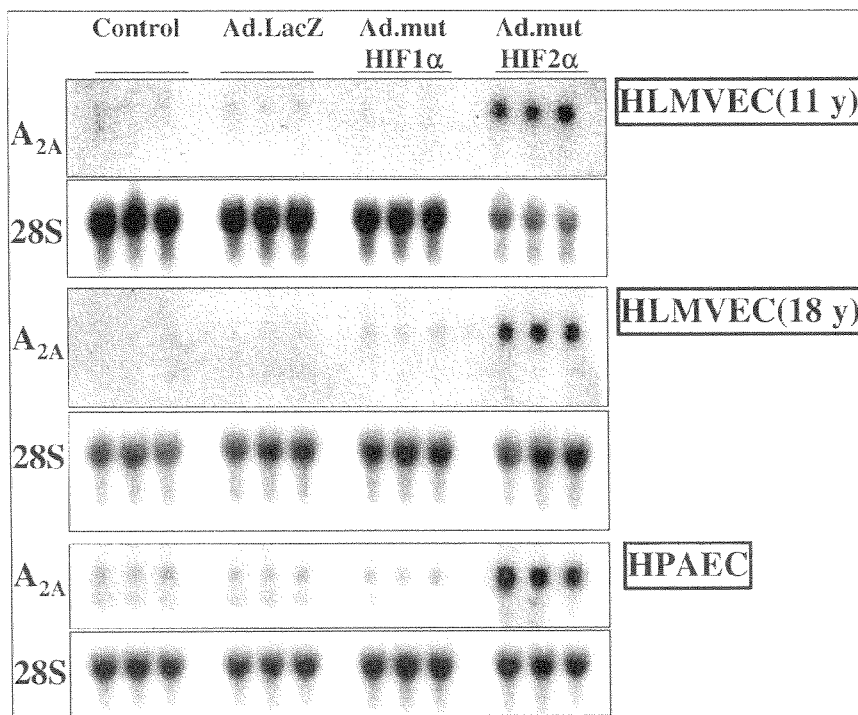 Control Ad.LacZ Ad.mut HIF1α Ad.mut HIF2α
A2A HLMVEC(11 y)
28S
A2A HLMVEC(18 y)
28S
A2A HPAEC
28S